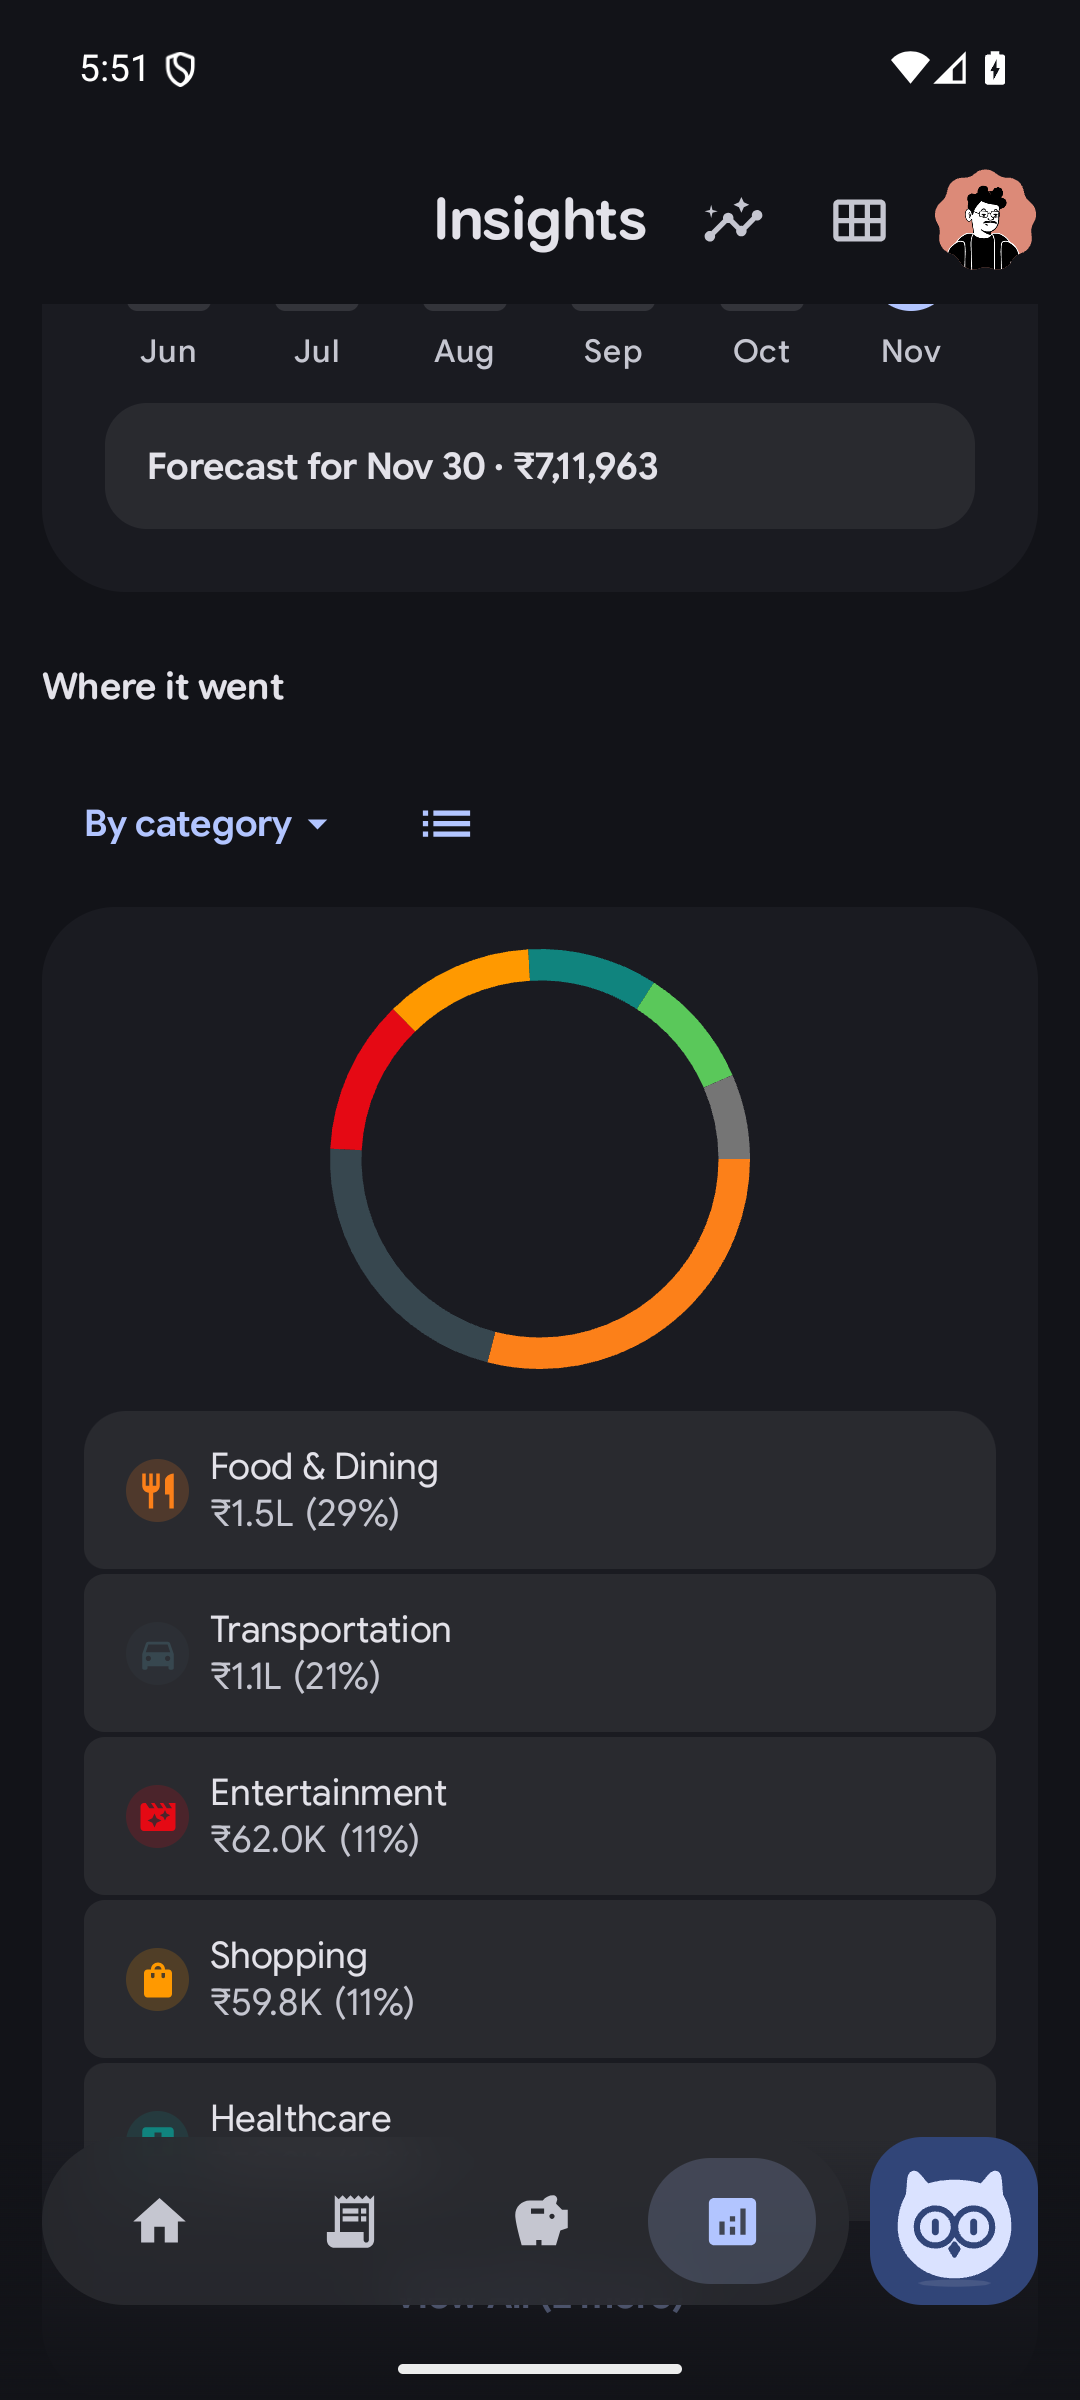 5:51
Insights
Jun Jul Aug Sep Oct Nov
Forecast for Nov 30 · ₹7,11,963
Where it went
By category
Food & Dining
₹1.5L (29%)
Transportation
₹1.1L (21%)
Entertainment
₹62.0K (11%)
Shopping
₹59.8K (11%)
Healthcare